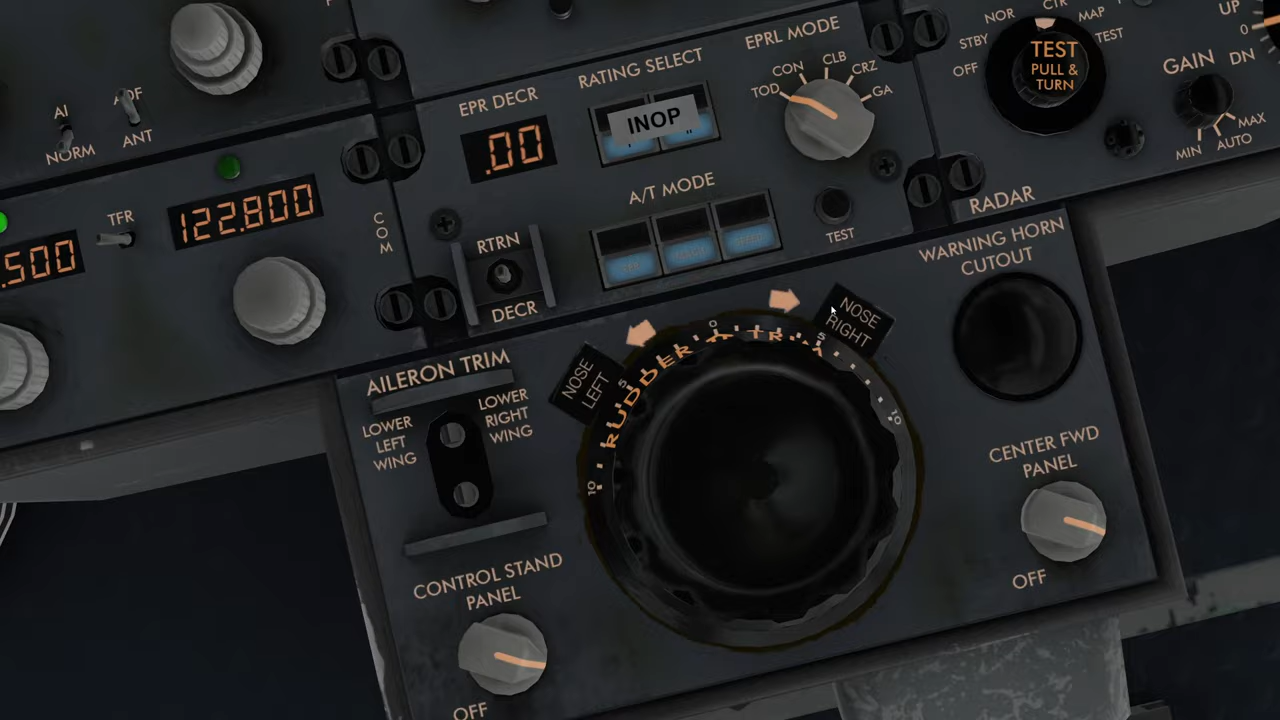 AI
NORM
ADF
ANT
EPR DECR
.00
RATING SELECT
INOP
EPRL MODE
TOD
CON
CLB
CRZ
GA
OFF
STBY
NOR
CTR
MAP
TEST
TEST
PULL &
TURN
UP
0
DN
GAIN
MIN
AUTO
MAX
RADAR
.500
TFR
122.800
COM
RTRN
DECR
A/T MODE
TEST
WARNING HORN
CUTOUT
AILERON TRIM
LOWER
LEFT
WING
LOWER
RIGHT
WING
NOSE
LEFT
NOSE
RIGHT
10
5
0
5
10
RUDDER TRIM
CENTER FWD
PANEL
OFF
CONTROL STAND
PANEL
OFF